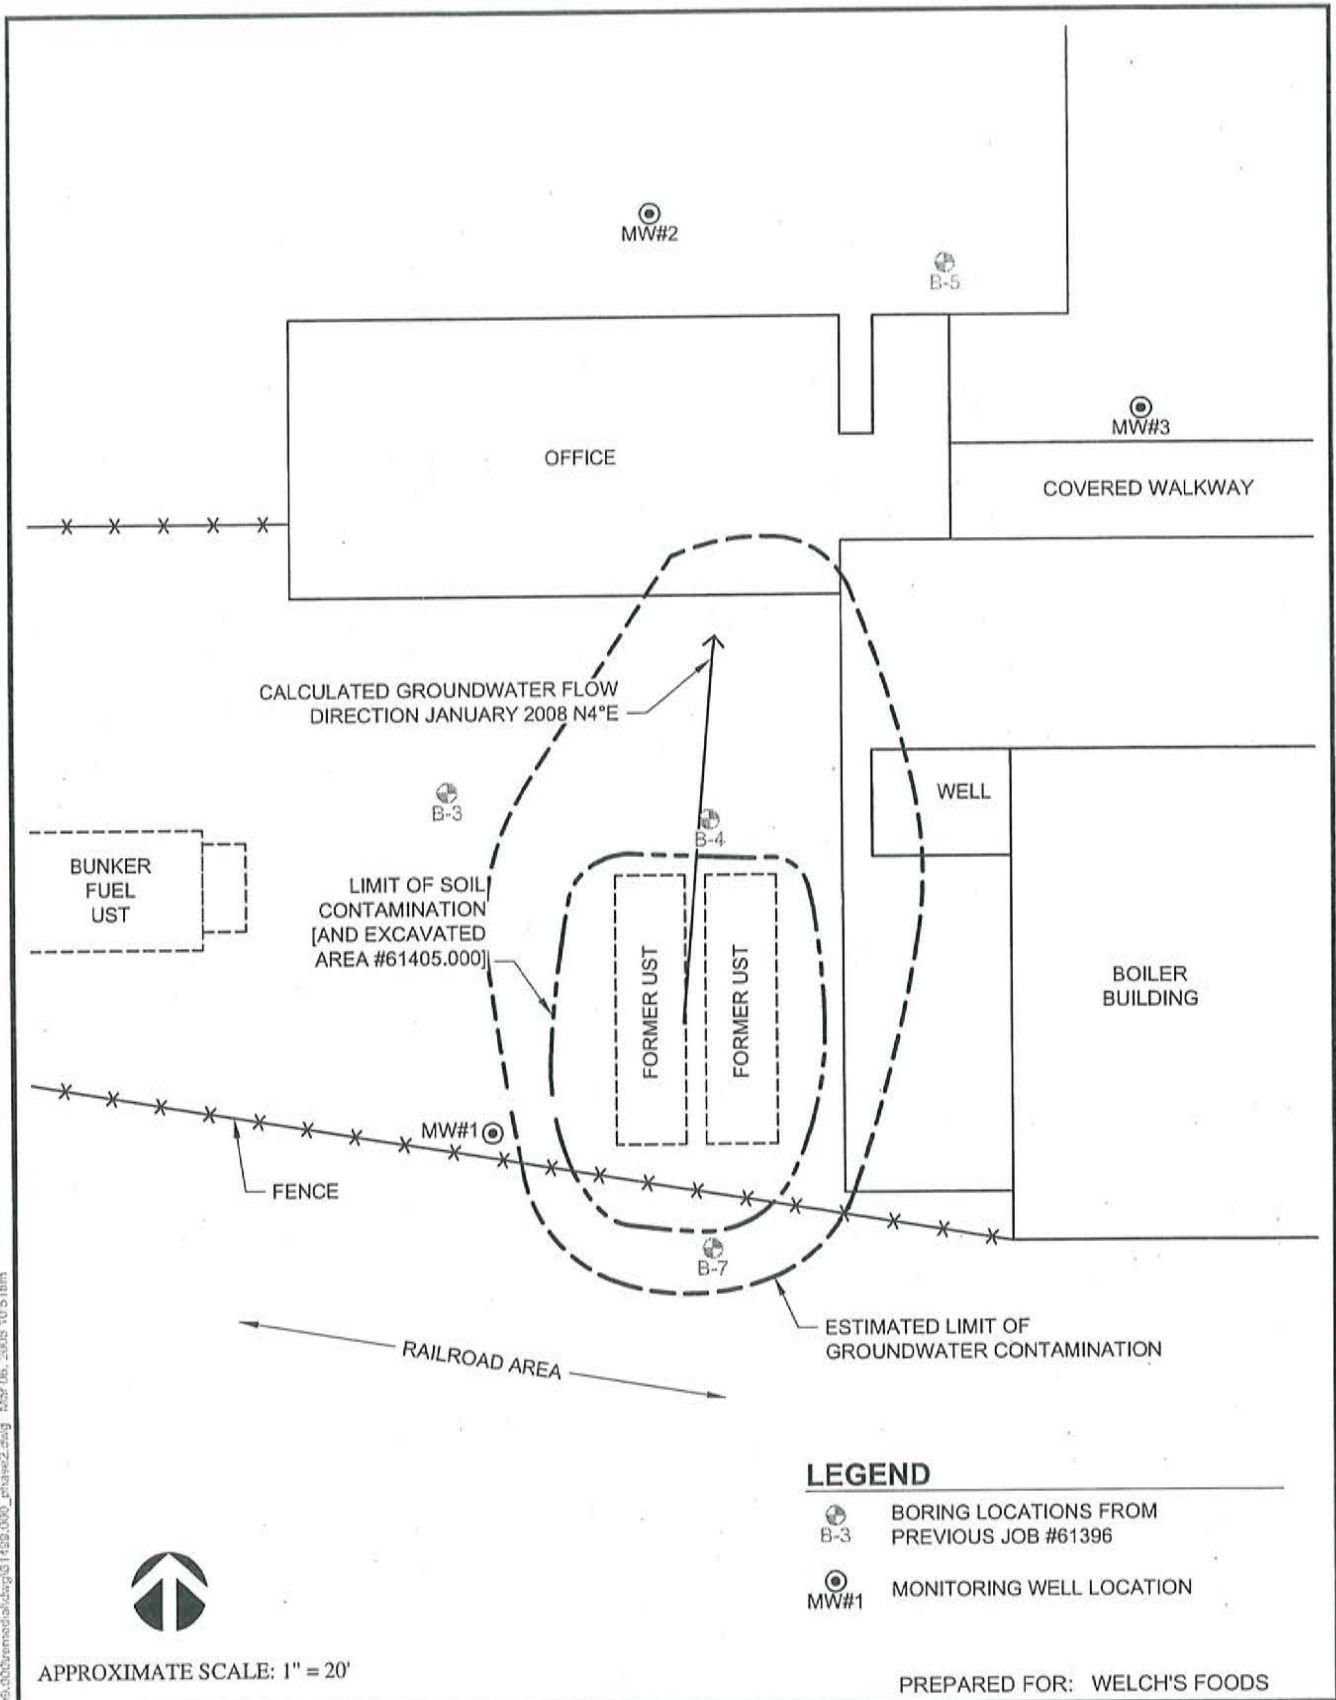 MW#2
B-5
OFFICE
MW#3
COVERED WALKWAY
CALCULATED GROUNDWATER FLOW
DIRECTION JANUARY 2008 N4°E
B-3
WELL
B-4
BUNKER
FUEL
UST
LIMIT OF SOIL
CONTAMINATION
[AND EXCAVATED
AREA #61405.000]
FORMER UST
FORMER UST
BOILER
BUILDING
MW#1
FENCE
B-7
ESTIMATED LIMIT OF
GROUNDWATER CONTAMINATION
RAILROAD AREA
LEGEND
B-3
BORING LOCATIONS FROM
PREVIOUS JOB #61396
MW#1
MONITORING WELL LOCATION
APPROXIMATE SCALE: 1" = 20'
PREPARED FOR: WELCH'S FOODS